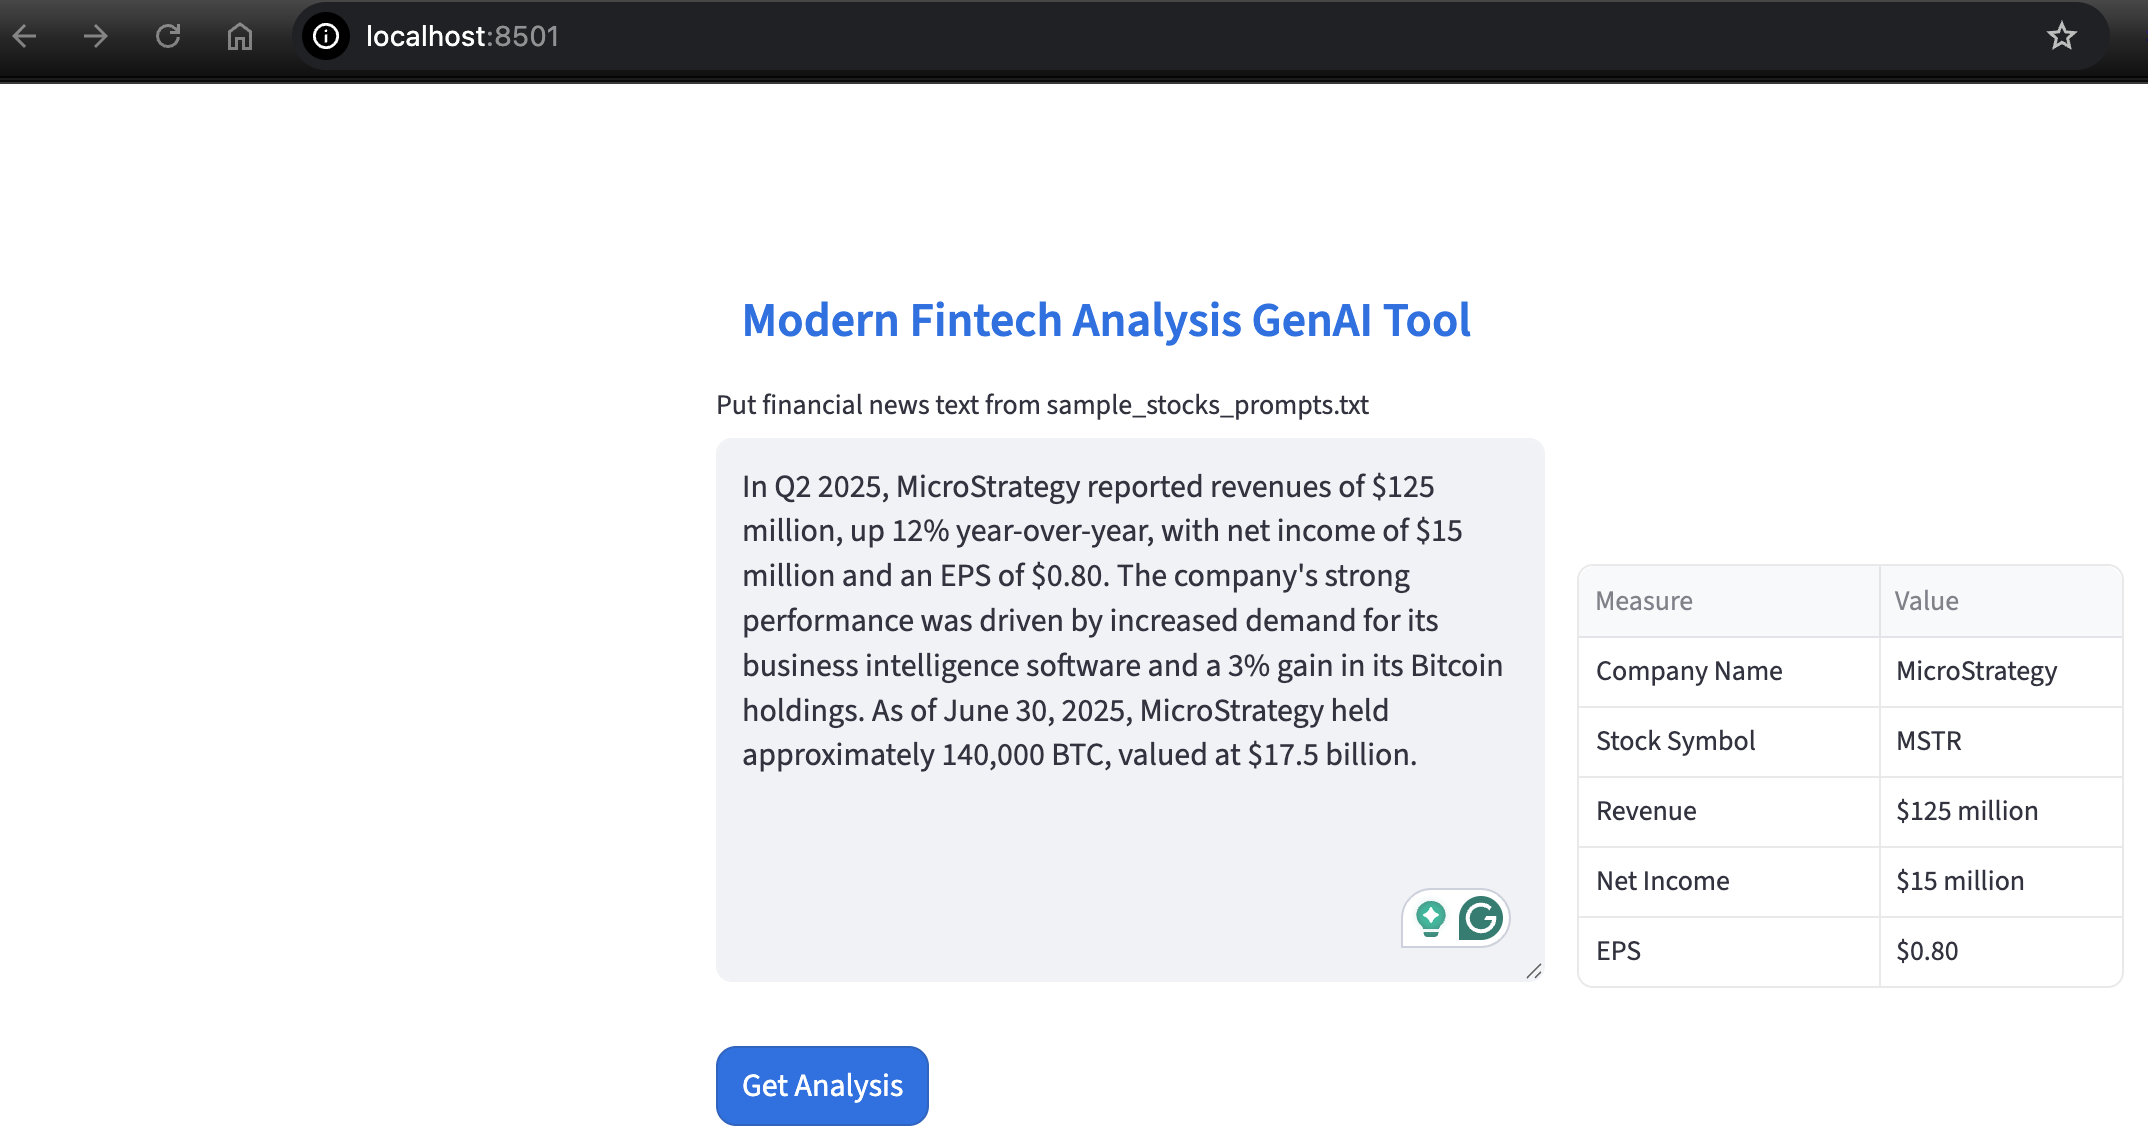 localhost:8501
Modern Fintech Analysis GenAI Tool
Put financial news text from sample_stocks_prompts.txt
In Q2 2025, MicroStrategy reported revenues of $125
million, up 12% year-over-year, with net income of $15
million and an EPS of $0.80. The company's strong
performance was driven by increased demand for its
business intelligence software and a 3% gain in its Bitcoin
holdings. As of June 30, 2025, MicroStrategy held
approximately 140,000 BTC, valued at $17.5 billion.
Measure Value
Company Name MicroStrategy
Stock Symbol MSTR
Revenue $125 million
Net Income $15 million
EPS $0.80
Get Analysis